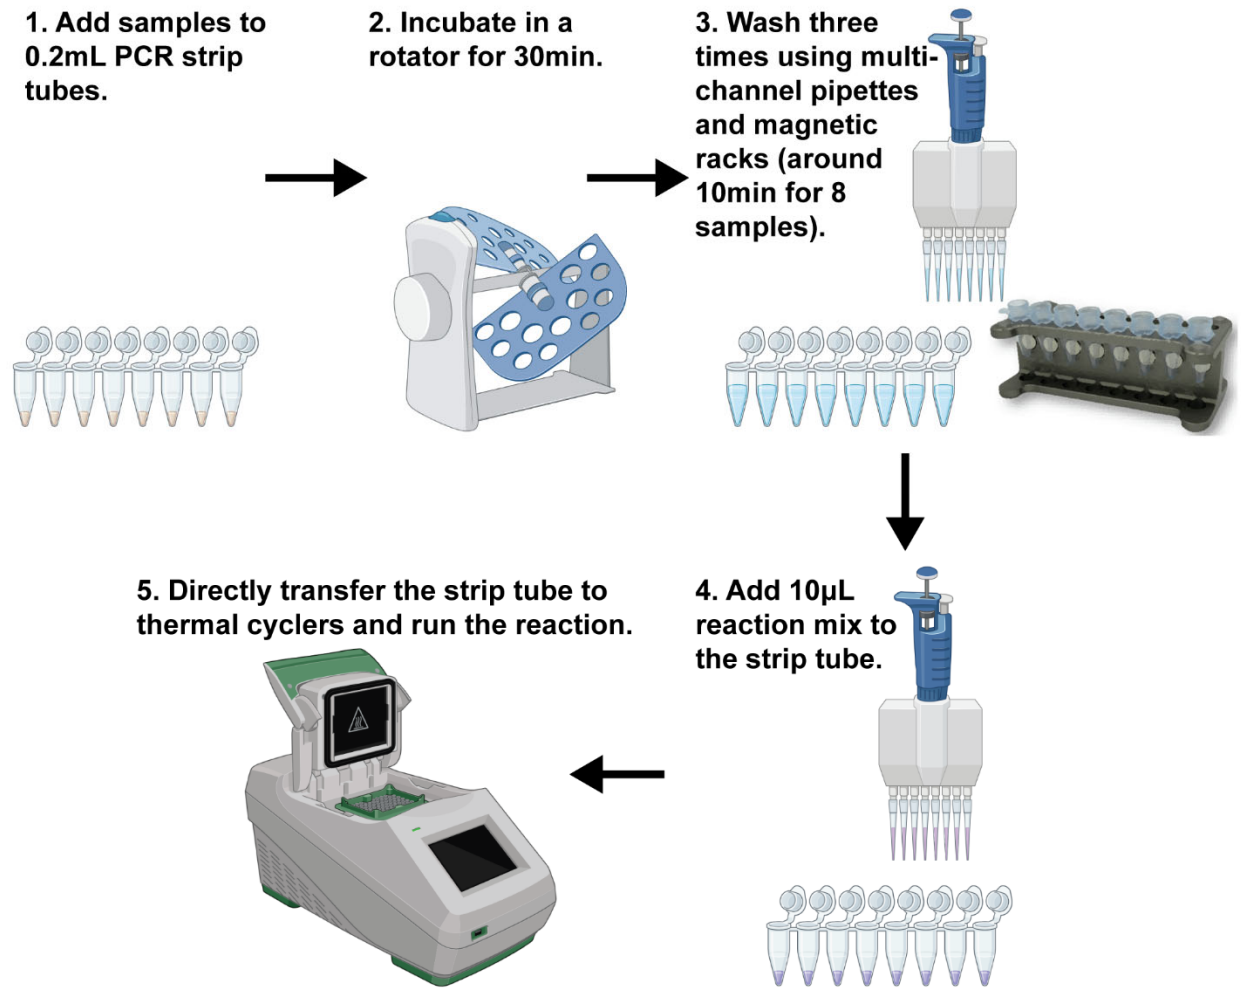 1. Add samples to
0.2mL PCR strip
tubes.
2. Incubate in a
rotator for 30min.
3. Wash three
times using multi-
channel pipettes
and magnetic
racks (around
10min for 8
samples).
4. Add 10µL
reaction mix to
the strip tube.
5. Directly transfer the strip tube to
thermal cyclers and run the reaction.